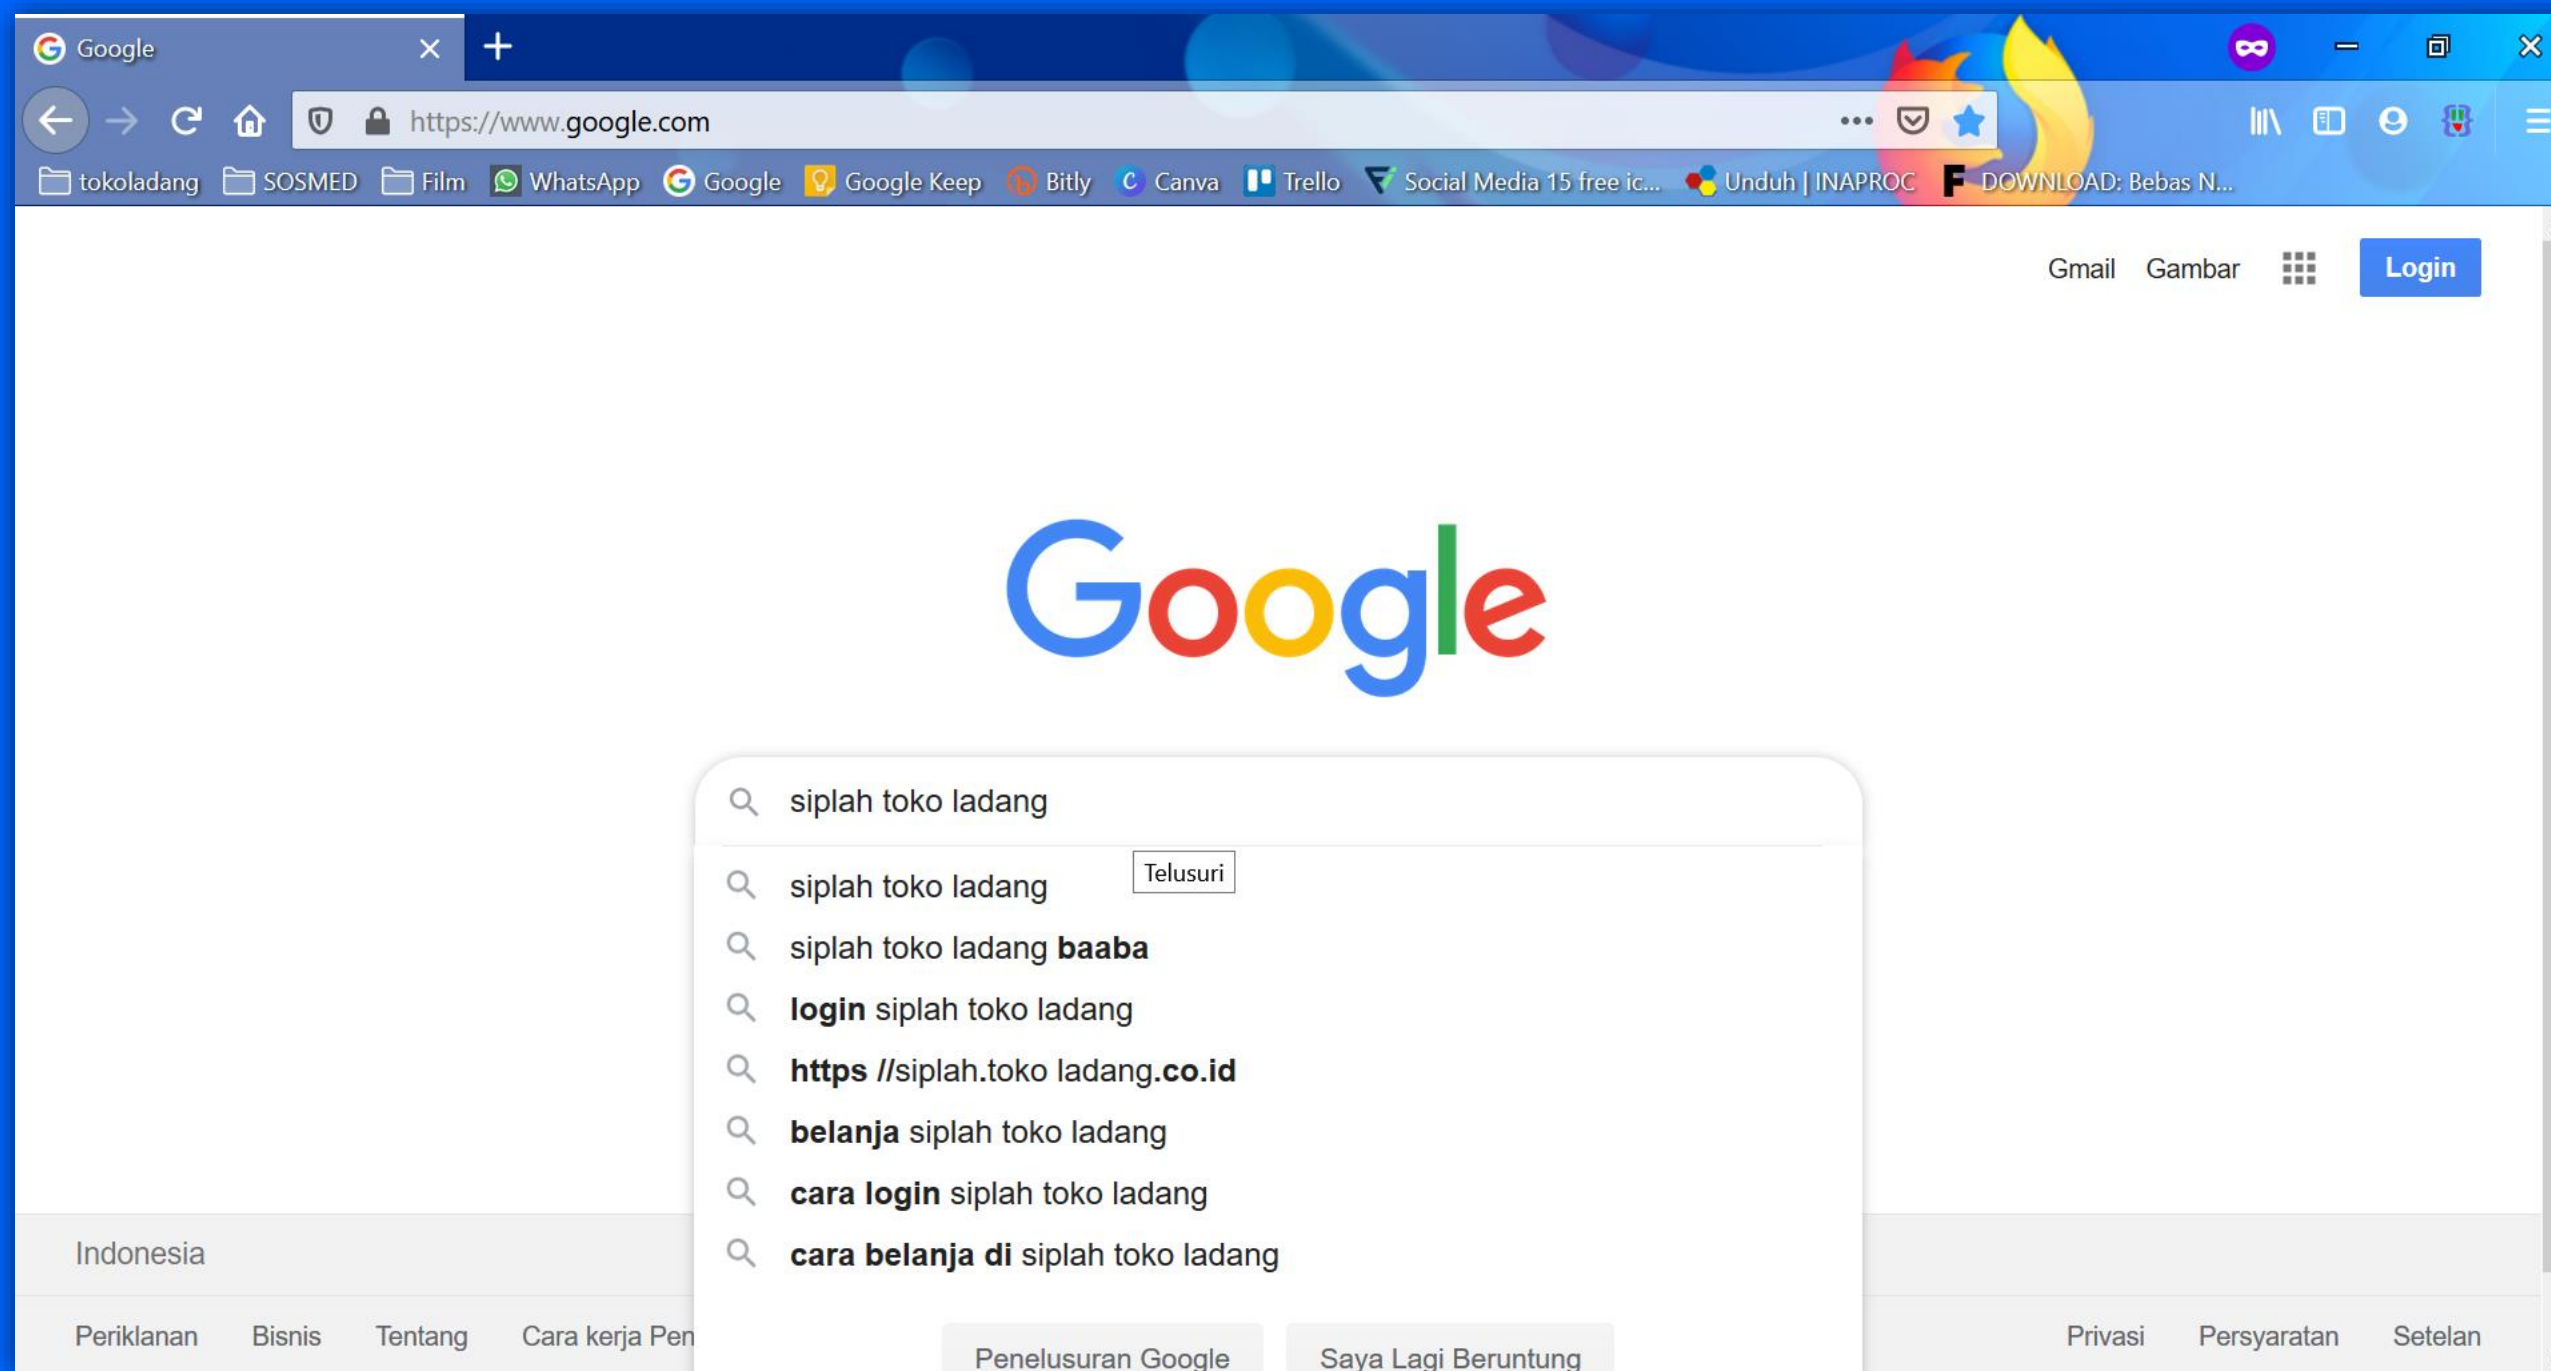 Google
https://www.google.com
tokoladang SOSMED Film WhatsApp Google Google Keep Bitly Canva Trello Social Media 15 free ic... Unduh | INAPROC DOWNLOAD: Bebas N...
Gmail Gambar Login
Google
siplah toko ladang
Telusuri
siplah toko ladang
siplah toko ladang baaba
login siplah toko ladang
https //siplah.toko ladang.co.id
belanja siplah toko ladang
cara login siplah toko ladang
cara belanja di siplah toko ladang
Indonesia
Periklanan Bisnis Tentang Cara kerja Pen
Penelusuran Google Saya Lagi Beruntung
Privasi Persyaratan Setelan